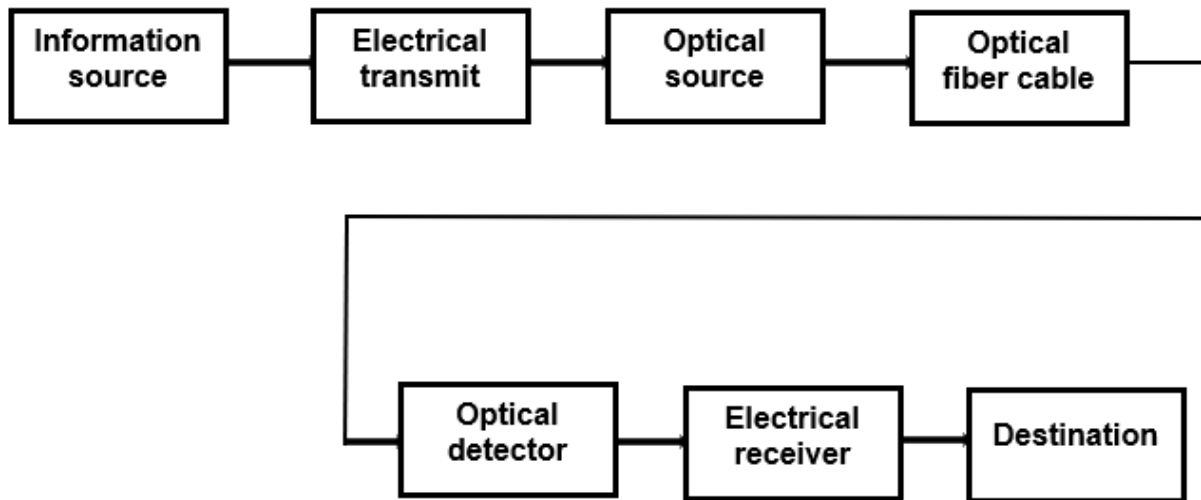 Information
source
Electrical
transmit
Optical
source
Optical
fiber cable
Optical
detector
Electrical
receiver
Destination